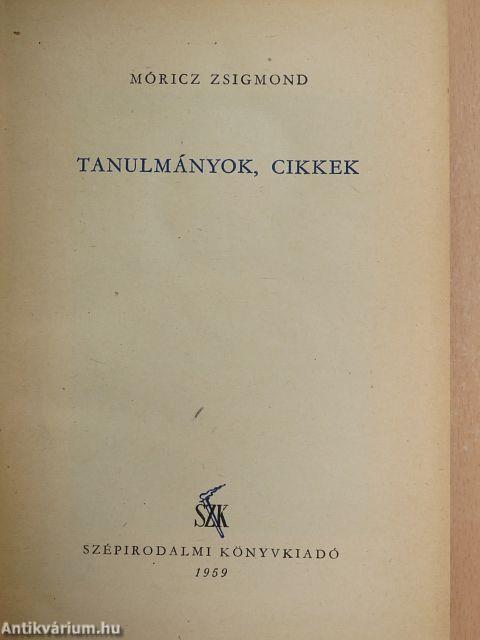 MÓRICZ ZSIGMOND
TANULMÁNYOK, CIKKEK
SZK
SZÉPIRODALMI KÖNYVKIADÓ
1959
Antikvárium.hu